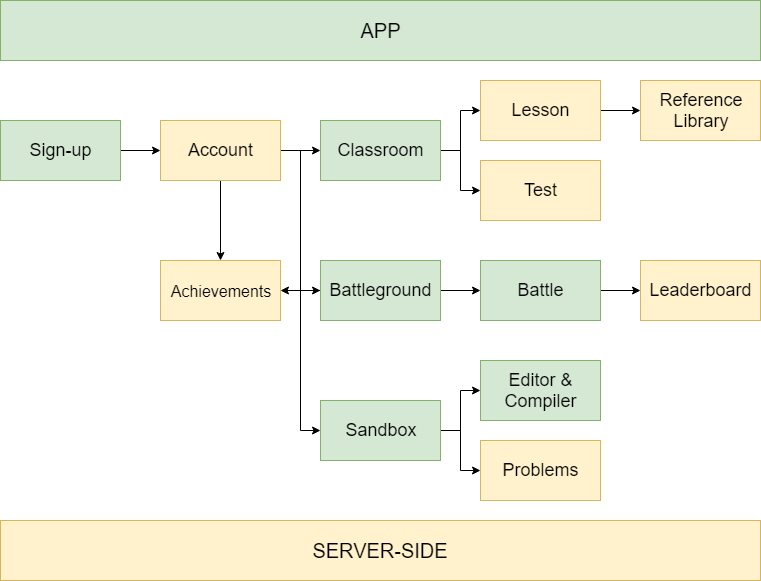 APP
Sign-up
Account
Classroom
Lesson
Reference
Library
Test
Achievements
Battleground
Battle
Leaderboard
Sandbox
Editor &
Compiler
Problems
SERVER-SIDE